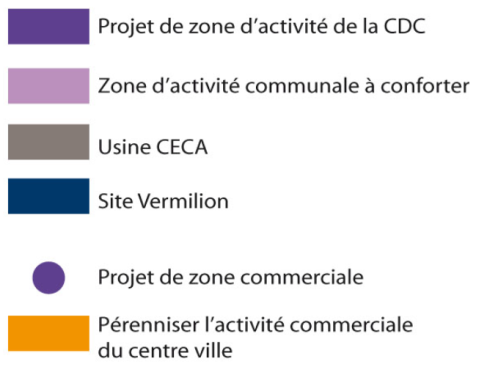 Projet de zone d’activité de la CDC
Zone d’activité communale à conforter
Usine CECA
Site Vermilion
Projet de zone commerciale
Pérenniser l’activité commerciale
du centre ville